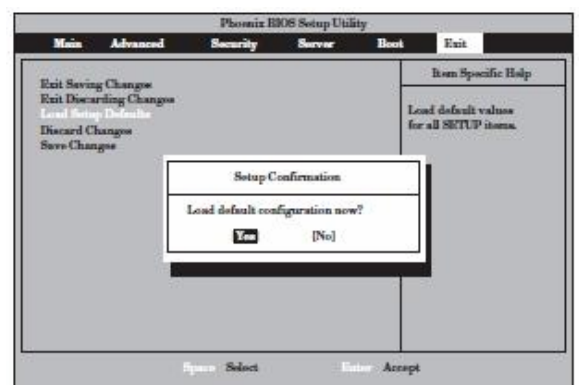 Phoenix BIOS Setup Utility
Main Advanced Security Server Boot Exit
Item Specific Help
Exit Saving Changes
Exit Discarding Changes
Load Setup Defaults
Discard Changes
Save Changes
Load default values
for all SETUP items.
Setup Confirmation
Load default configuration now?
[Yes] [No]
Space Select Enter Accept